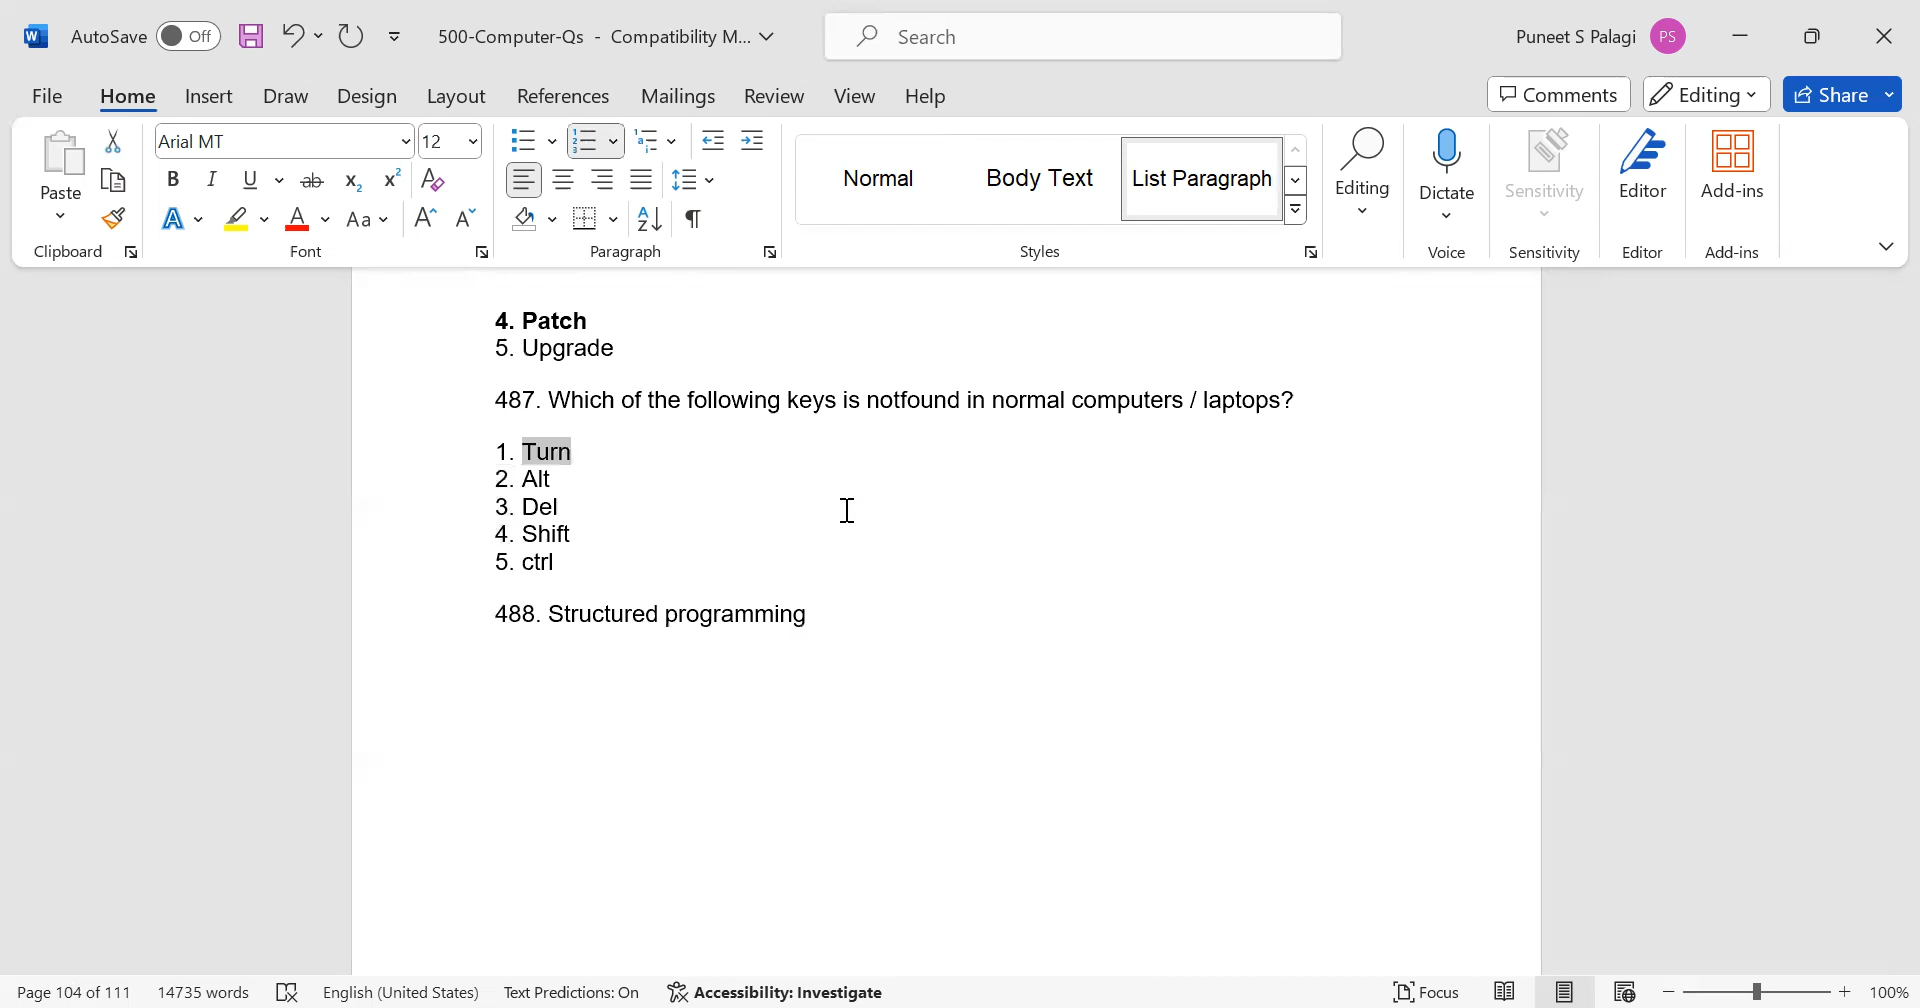 AutoSave Off 500-Computer-Qs - Compatibility M... Search Puneet S Palagi PS
File Home Insert Draw Design Layout References Mailings Review View Help Comments Editing Share
Paste Arial MT 12 Normal Body Text List Paragraph Editing Dictate Sensitivity Editor Add-ins
Clipboard Font Paragraph Styles Voice Sensitivity Editor Add-ins
4. Patch
5. Upgrade
487. Which of the following keys is notfound in normal computers / laptops?
1. Turn
2. Alt
3. Del
4. Shift
5. ctrl
488. Structured programming
Page 104 of 111 14735 words English (United States) Text Predictions: On Accessibility: Investigate Focus 100%